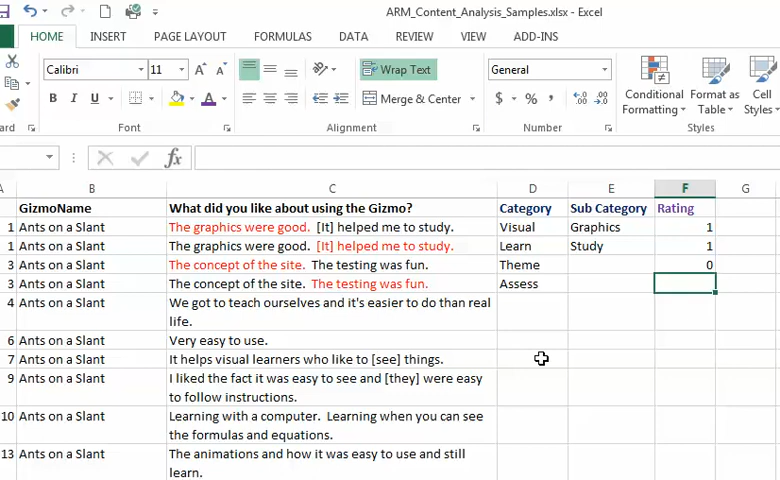 ARM_Content_Analysis_Samples.xlsx - Excel
HOME INSERT PAGE LAYOUT FORMULAS DATA REVIEW VIEW ADD-INS
Calibri 11 Wrap Text General
B I U Merge & Center $ % , Conditional Formatting Format as Table Cell Styles
ard Font Alignment Number Styles
fx
A B C D E F G
GizmoName What did you like about using the Gizmo? Category Sub Category Rating
1 Ants on a Slant The graphics were good. [It] helped me to study. Visual Graphics 1
1 Ants on a Slant The graphics were good. [It] helped me to study. Learn Study 1
3 Ants on a Slant The concept of the site. The testing was fun. Theme 0
3 Ants on a Slant The concept of the site. The testing was fun. Assess
4 Ants on a Slant We got to teach ourselves and it's easier to do than real
life.
6 Ants on a Slant Very easy to use.
7 Ants on a Slant It helps visual learners who like to [see] things.
9 Ants on a Slant I liked the fact it was easy to see and [they] were easy
to follow instructions.
10 Ants on a Slant Learning with a computer. Learning when you can see
the formulas and equations.
13 Ants on a Slant The animations and how it was easy to use and still
learn.